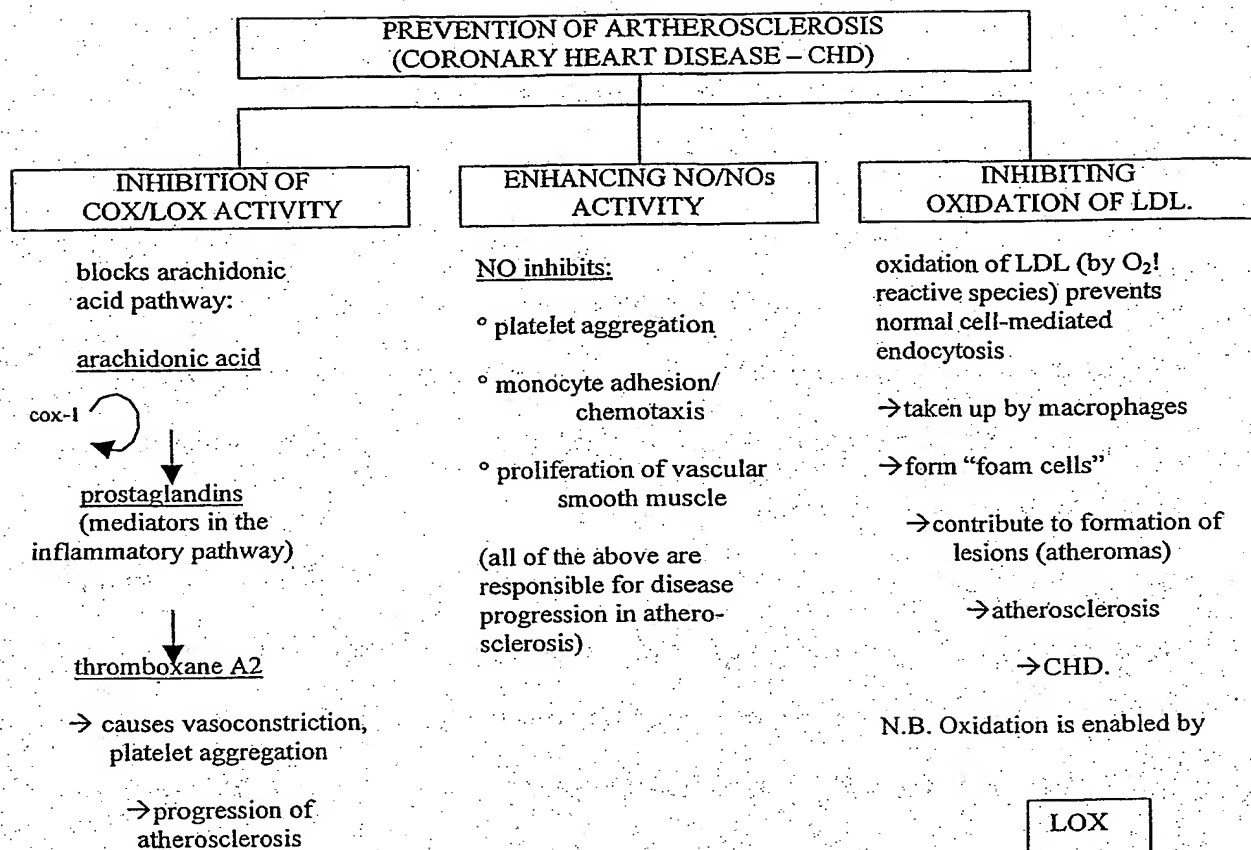 PREVENTION OF ARTHEROSCLEROSIS
(CORONARY HEART DISEASE – CHD)
INHIBITION OF
COX/LOX ACTIVITY
blocks arachidonic
acid pathway:
arachidonic acid
cox-1
prostaglandins
(mediators in the
inflammatory pathway)
thromboxane A2
→ causes vasoconstriction,
platelet aggregation
→progression of
atherosclerosis
ENHANCING NO/NOs
ACTIVITY
NO inhibits:
° platelet aggregation
° monocyte adhesion/
chemotaxis
° proliferation of vascular
smooth muscle
(all of the above are
responsible for disease
progression in athero-
sclerosis)
INHIBITING
OXIDATION OF LDL.
oxidation of LDL (by O₂!
reactive species) prevents
normal cell-mediated
endocytosis
→taken up by macrophages
→form “foam cells”
→contribute to formation of
lesions (atheromas)
→atherosclerosis
→CHD.
N.B. Oxidation is enabled by
LOX